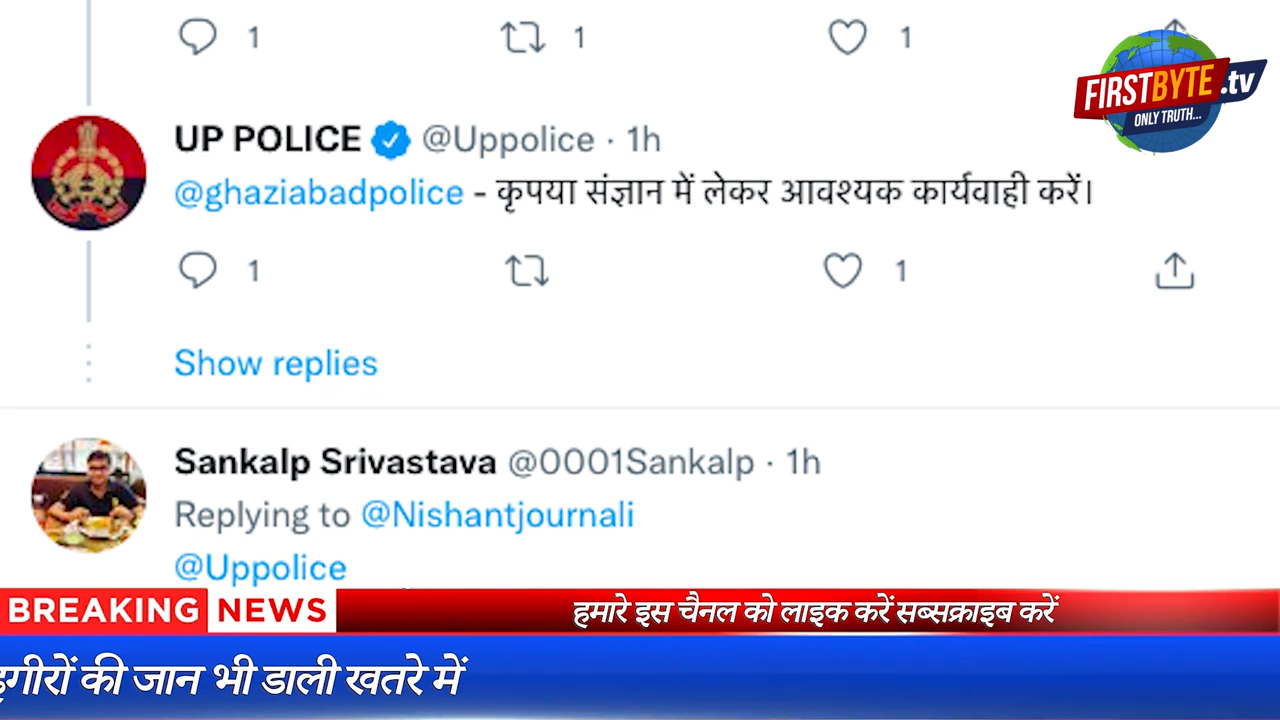 1 1 1
FIRSTBYTE.tv
ONLY TRUTH...
UP POLICE @Uppolice · 1h
@ghaziabadpolice - कृपया संज्ञान में लेकर आवश्यक कार्यवाही करें।
1 1
Show replies
Sankalp Srivastava @0001Sankalp · 1h
Replying to @Nishantjournali
@Uppolice
BREAKING NEWS हमारे इस चैनल को लाइक करें सब्सक्राइब करें
की जान भी डाली खतरे में